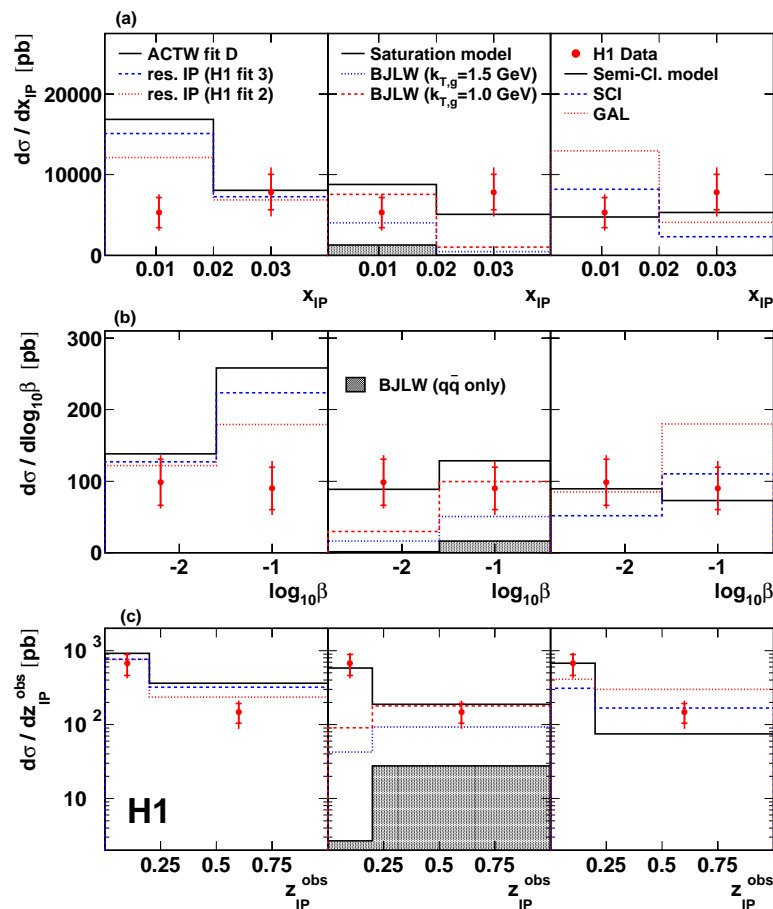 (a)
dσ / dx_IP [pb]
ACTW fit D
res. IP (H1 fit 3)
res. IP (H1 fit 2)
Saturation model
BJLW (k_T,g=1.5 GeV)
BJLW (k_T,g=1.0 GeV)
H1 Data
Semi-Cl. model
SCI
GAL
20000
10000
0
0.01 0.02 0.03 0.01 0.02 0.03 0.01 0.02 0.03
x_IP x_IP x_IP
(b)
dσ / dlog₁₀β [pb]
BJLW (qq̄ only)
300
200
100
0
-2 -1 -2 -1 -2 -1
log₁₀β log₁₀β log₁₀β
(c)
dσ / dz_IP^obs [pb]
10³
10²
10
H1
0.25 0.5 0.75 0.25 0.5 0.75 0.25 0.5 0.75
z_IP^obs z_IP^obs z_IP^obs